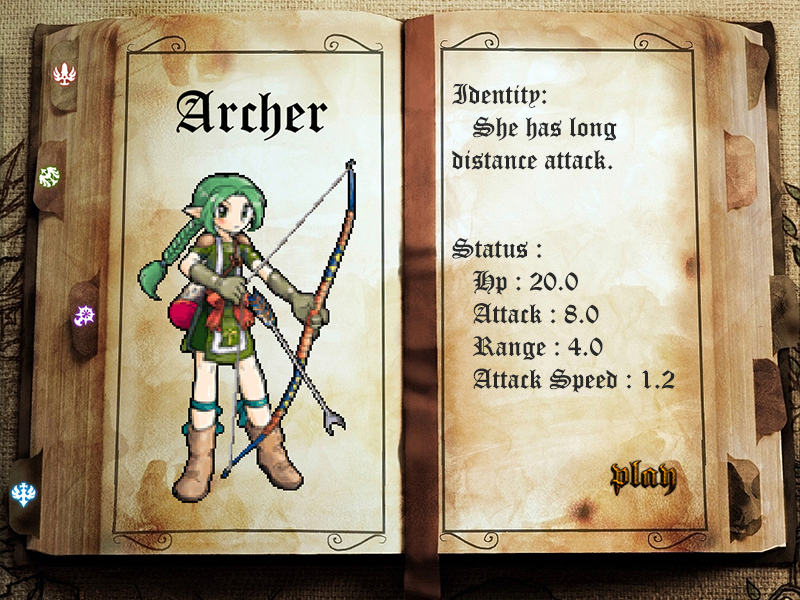 Archer
Identity:
She has long
distance attack.
Status :
Hp : 20.0
Attack : 8.0
Range : 4.0
Attack Speed : 1.2
play